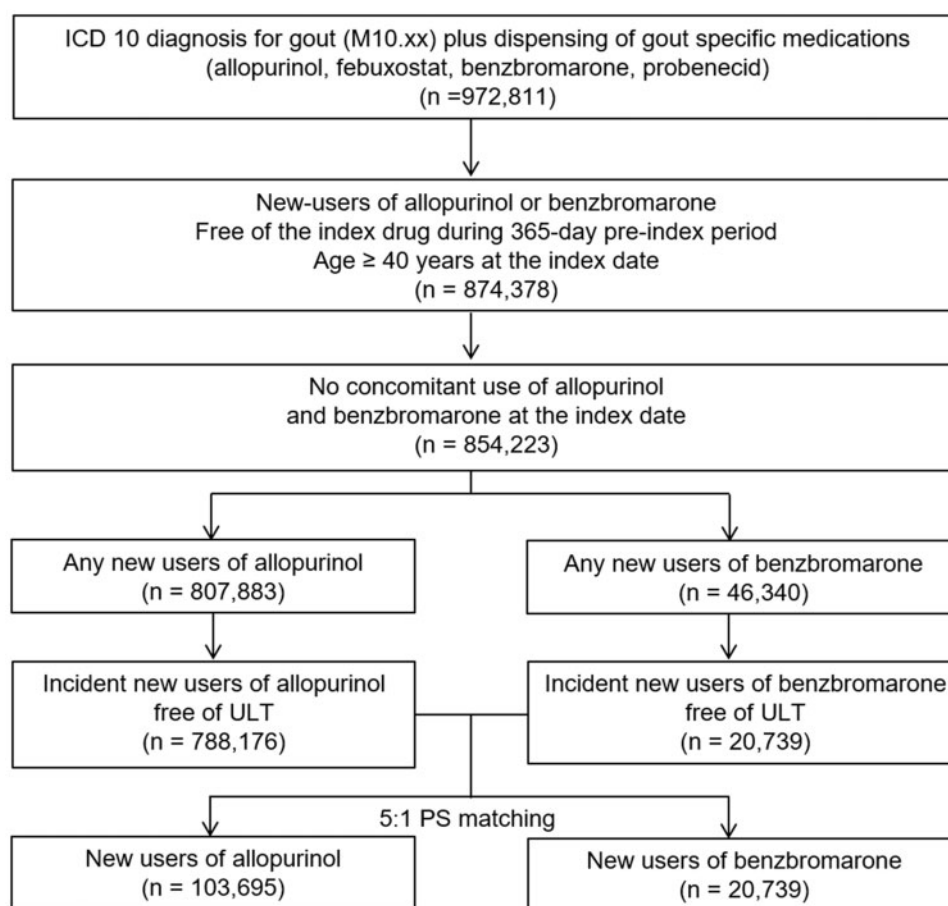 ICD 10 diagnosis for gout (M10.xx) plus dispensing of gout specific medications
(allopurinol, febuxostat, benzbromarone, probenecid)
(n =972,811)
New-users of allopurinol or benzbromarone
Free of the index drug during 365-day pre-index period
Age ≥ 40 years at the index date
(n = 874,378)
No concomitant use of allopurinol
and benzbromarone at the index date
(n = 854,223)
Any new users of allopurinol
(n = 807,883)
Any new users of benzbromarone
(n = 46,340)
Incident new users of allopurinol
free of ULT
(n = 788,176)
Incident new users of benzbromarone
free of ULT
(n = 20,739)
5:1 PS matching
New users of allopurinol
(n = 103,695)
New users of benzbromarone
(n = 20,739)